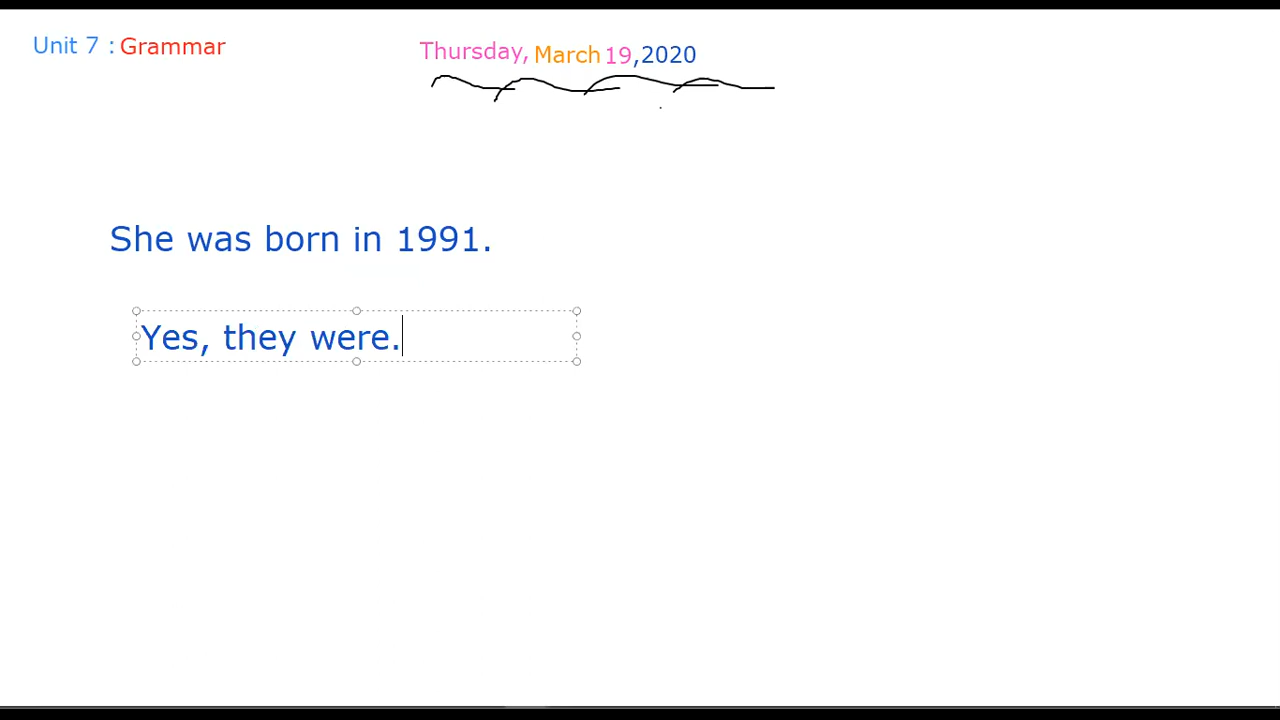 Unit 7 : Grammar
Thursday, March 19,2020
She was born in 1991.
Yes, they were.